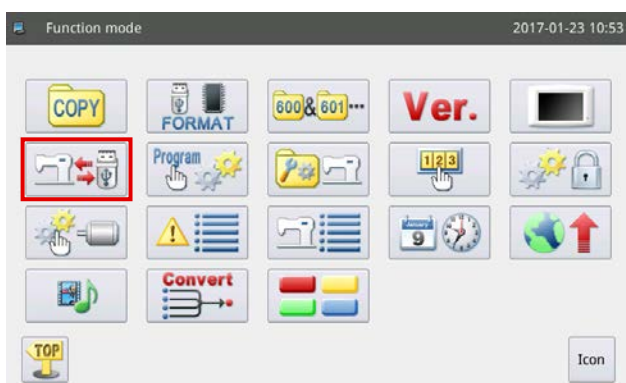 Function mode 2017-01-23 10:53
COPY FORMAT 600&601··· Ver.
Program 123
January 9
Convert
TOP Icon